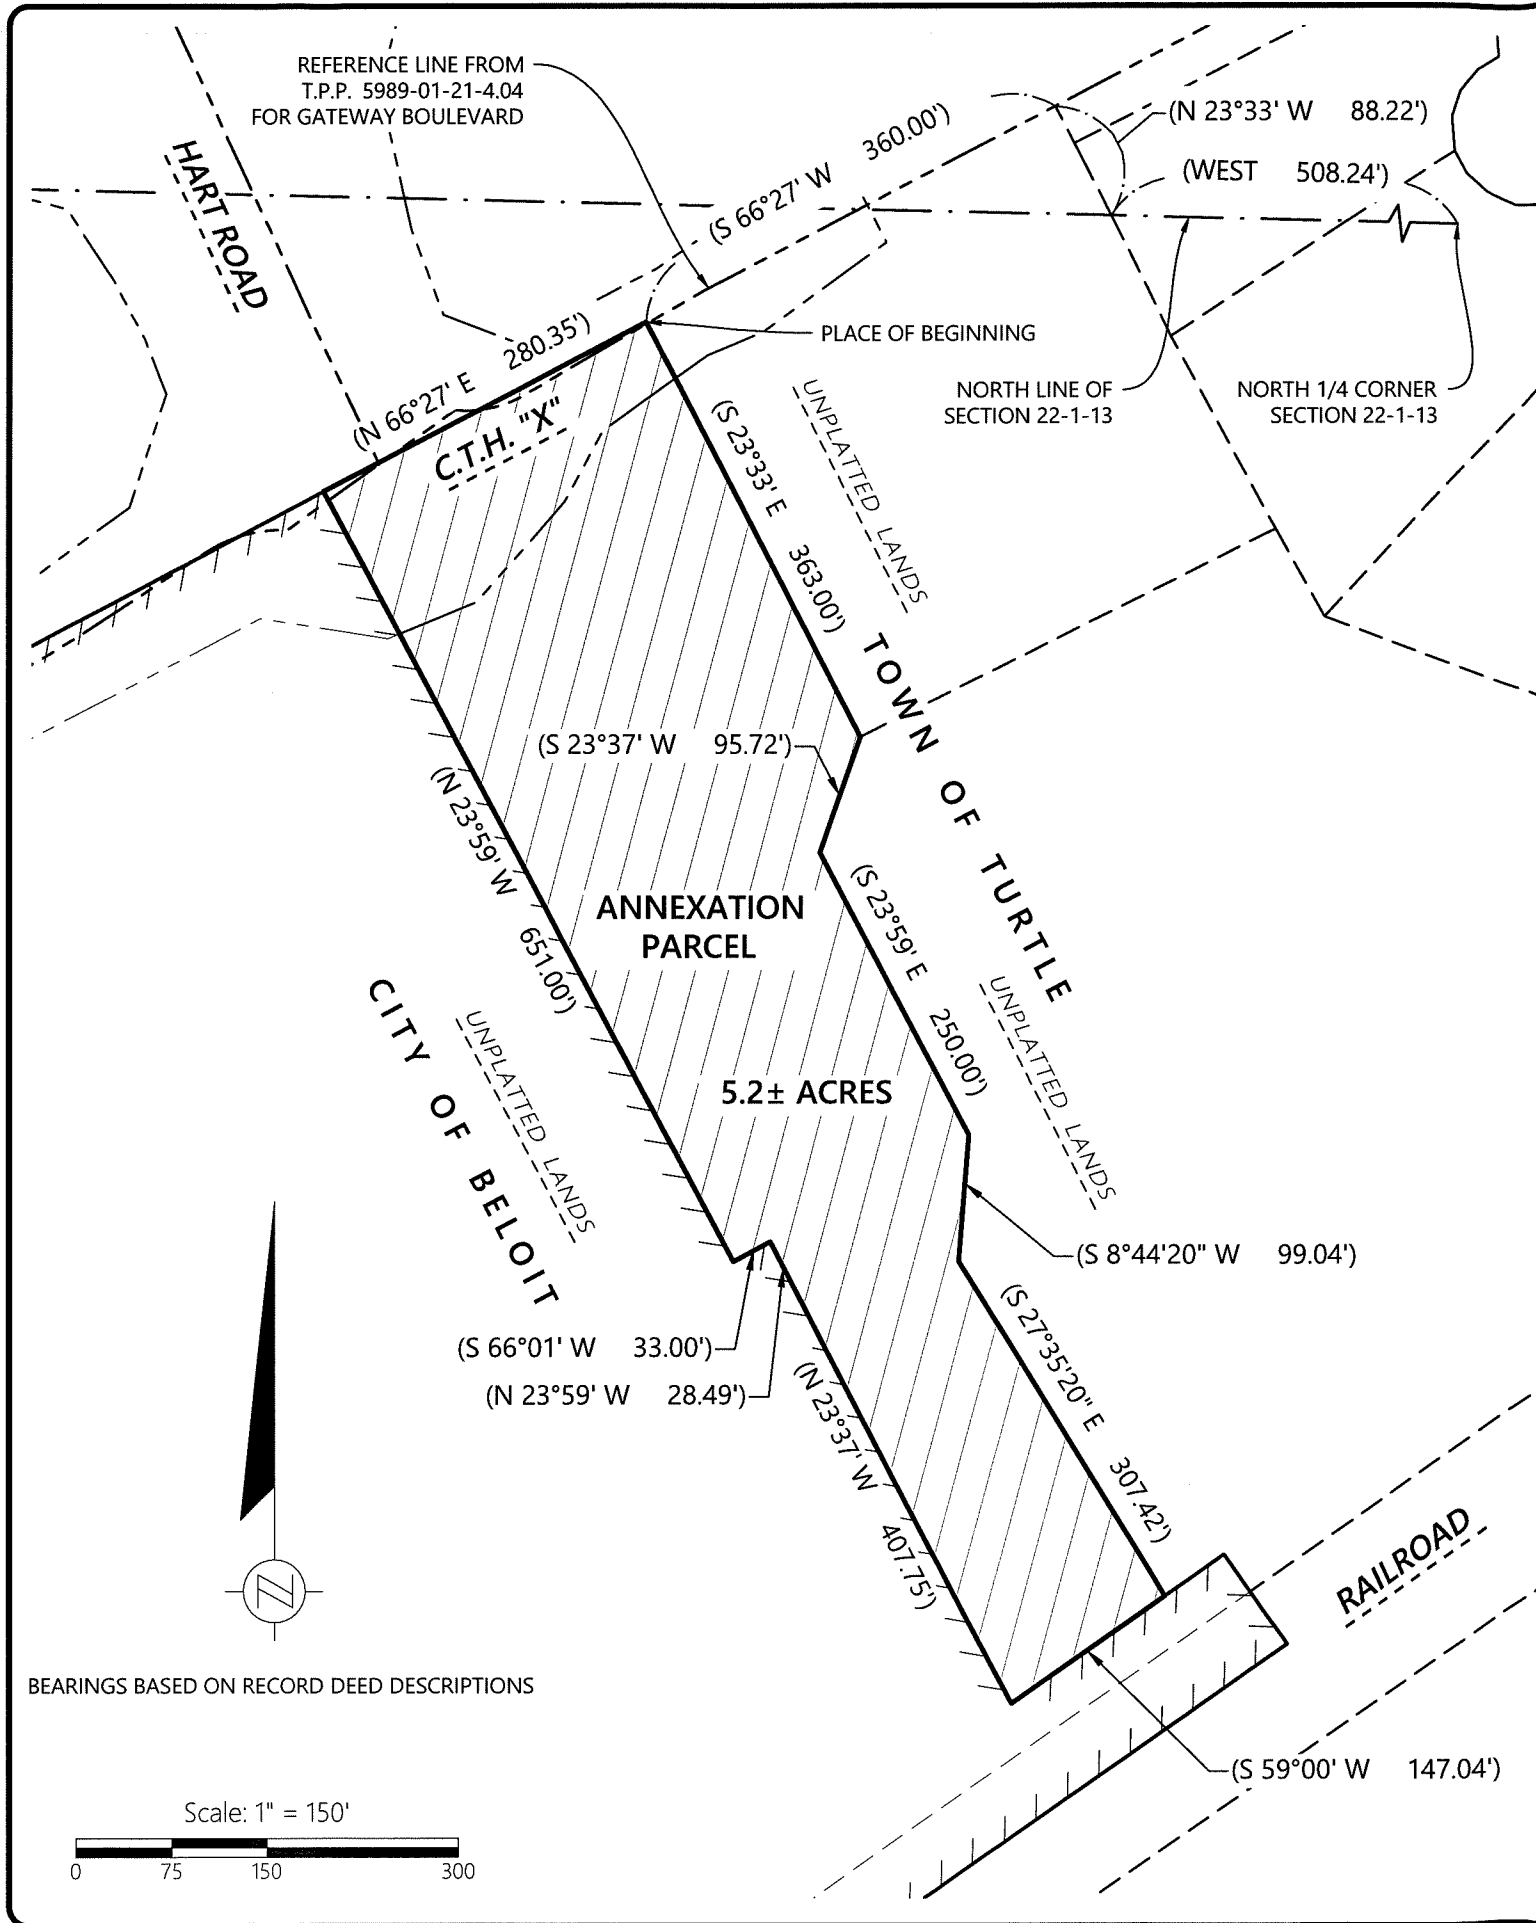 REFERENCE LINE FROM
T.P.P. 5989-01-21-4.04
FOR GATEWAY BOULEVARD
(N 23°33' W 88.22')
(WEST 508.24')
(S 66°27' W 360.00')
HART ROAD
PLACE OF BEGINNING
(N 66°27' E 280.35')
C.T.H. "X"
NORTH LINE OF
SECTION 22-1-13
NORTH 1/4 CORNER
SECTION 22-1-13
(S 23°33' E 363.00')
UNPLATTED LANDS
TOWN OF TURTLE
(S 23°37' W 95.72')
(N 23°59' W 651.00')
ANNEXATION
PARCEL
(S 23°59' E 250.00')
5.2± ACRES
UNPLATTED LANDS
CITY OF BELOIT
UNPLATTED LANDS
(S 8°44'20" W 99.04')
(S 66°01' W 33.00')
(N 23°59' W 28.49')
(S 27°35'20" E 307.42')
(N 23°37' W 407.75')
RAILROAD
N
BEARINGS BASED ON RECORD DEED DESCRIPTIONS
(S 59°00' W 147.04')
Scale: 1" = 150'
0 75 150 300